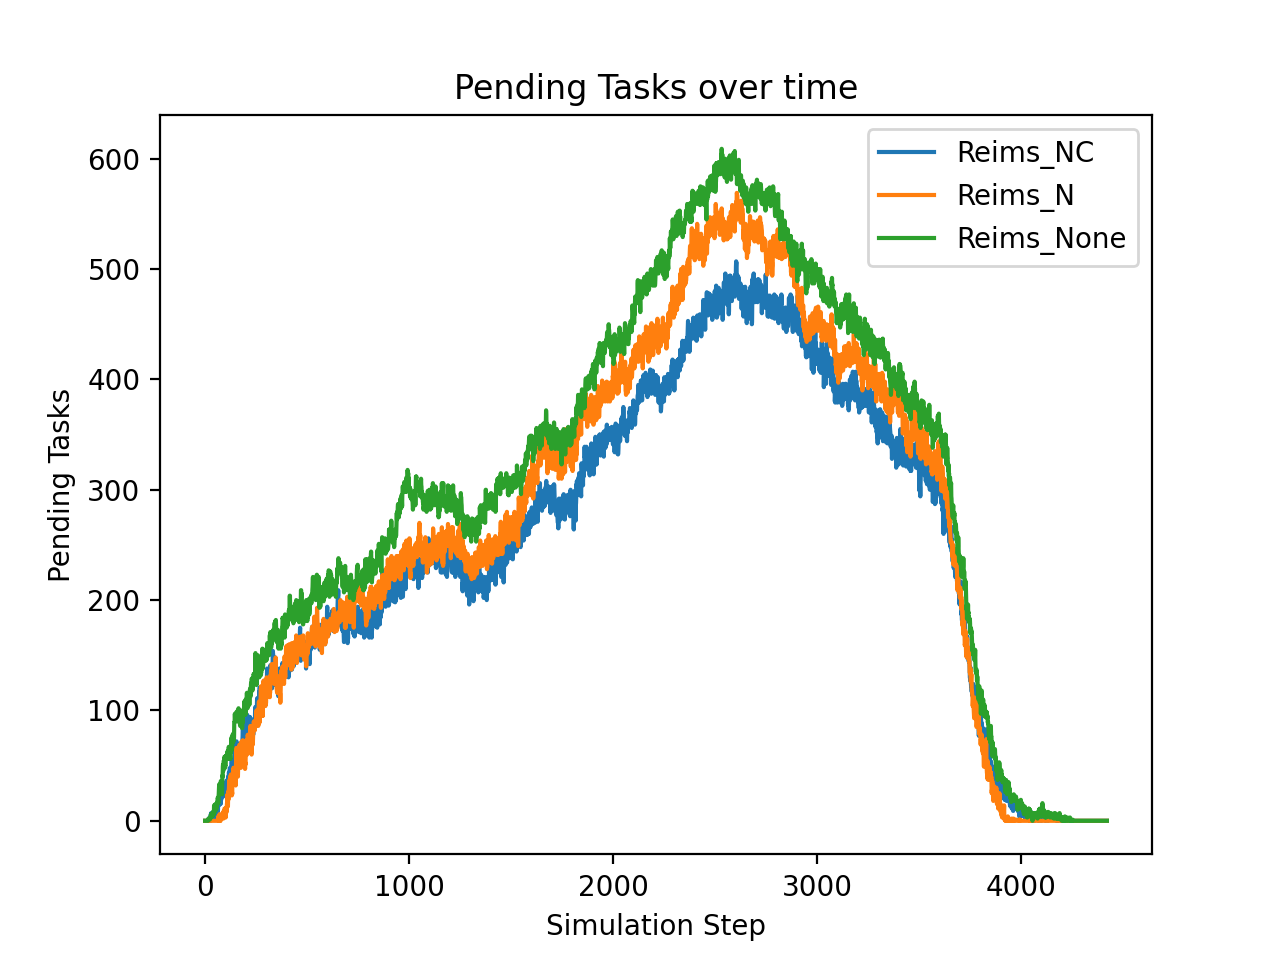 Pending Tasks over time
Reims_NC
Reims_N
Reims_None
Pending Tasks
600
500
400
300
200
100
0
0 1000 2000 3000 4000
Simulation Step